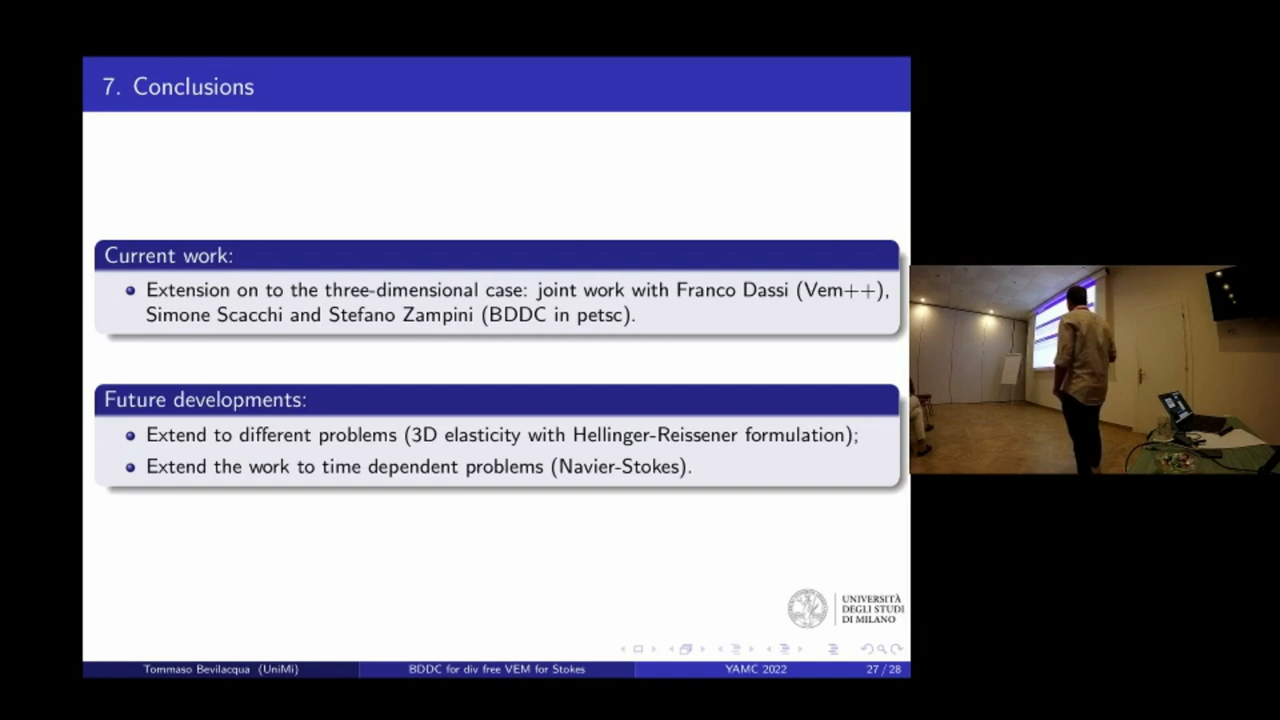 7. Conclusions
Current work:
Extension on to the three-dimensional case: joint work with Franco Dassi (Vem++),
Simone Scacchi and Stefano Zampini (BDDC in petsc).
Future developments:
Extend to different problems (3D elasticity with Hellinger-Reissener formulation);
Extend the work to time dependent problems (Navier-Stokes).
UNIVERSITÀ
DEGLI STUDI
DI MILANO
Tommaso Bevilacqua (UniMi) BDDC for div free VEM for Stokes YAMC 2022 27 / 28